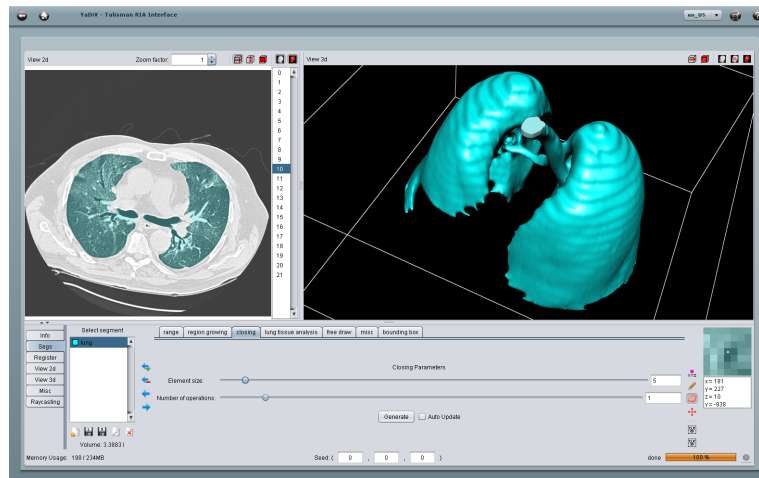 YaDiV - Talisman RIA Interface
en_US
View 2d Zoom factor: 1
View 3d
0
1
2
3
4
5
6
7
8
9
10
11
12
13
14
15
16
17
18
19
20
21
Info
Segs
Register
View 2d
View 3d
Misc
Raycasting
Select segment
lung
Volume: 3.3883 l
range region growing closing lung tissue analysis free draw misc bounding box
Closing Parameters
Element size: 5
Number of operations: 1
Generate Auto Update
XYZ
x = 181
y = 227
z = 10
v = -938
Memory Usage: 198 / 234MB
Seed: ( 0 , 0 , 0 )
done 100 %